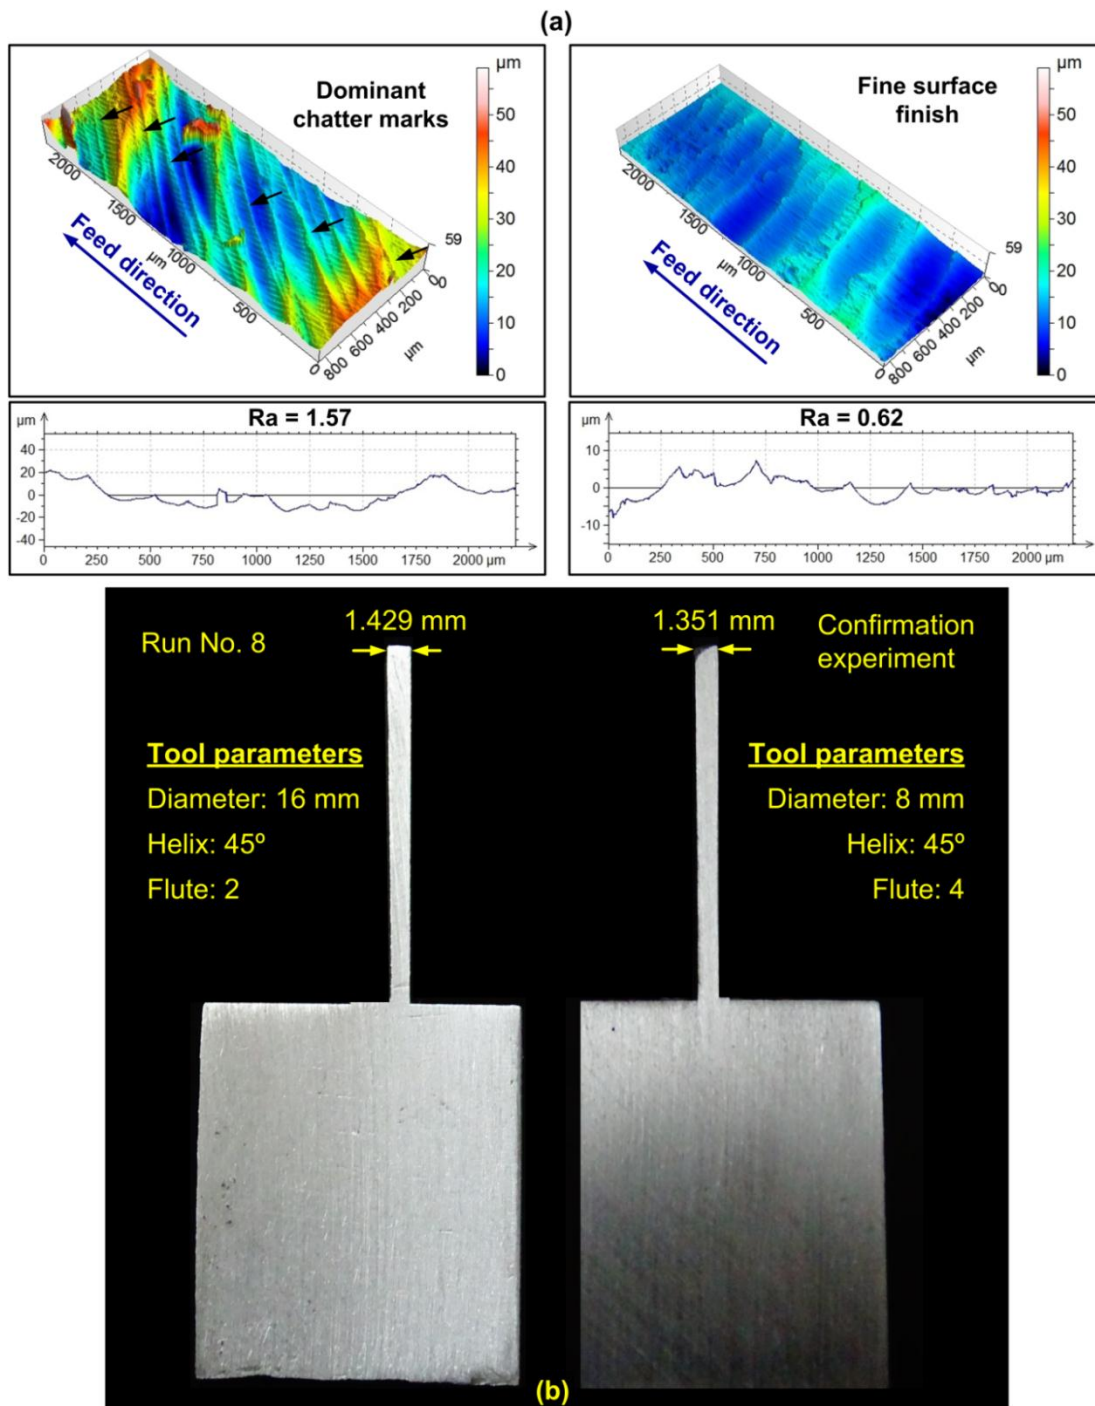 (a)
Dominant
chatter marks
µm
50
40
30
20
10
0
2000
1500
µm
1000
500
0
Feed direction
59
0
200
400
600
800
µm
Fine surface
finish
µm
50
40
30
20
10
0
2000
1500
µm
1000
500
0
Feed direction
59
0
200
400
600
800
µm
Ra = 1.57
µm
40
20
0
-20
-40
0 250 500 750 1000 1250 1500 1750 2000 µm
Ra = 0.62
µm
10
0
-10
0 250 500 750 1000 1250 1500 1750 2000 µm
Run No. 8
1.429 mm
Tool parameters
Diameter: 16 mm
Helix: 45º
Flute: 2
1.351 mm
Confirmation
experiment
Tool parameters
Diameter: 8 mm
Helix: 45º
Flute: 4
(b)